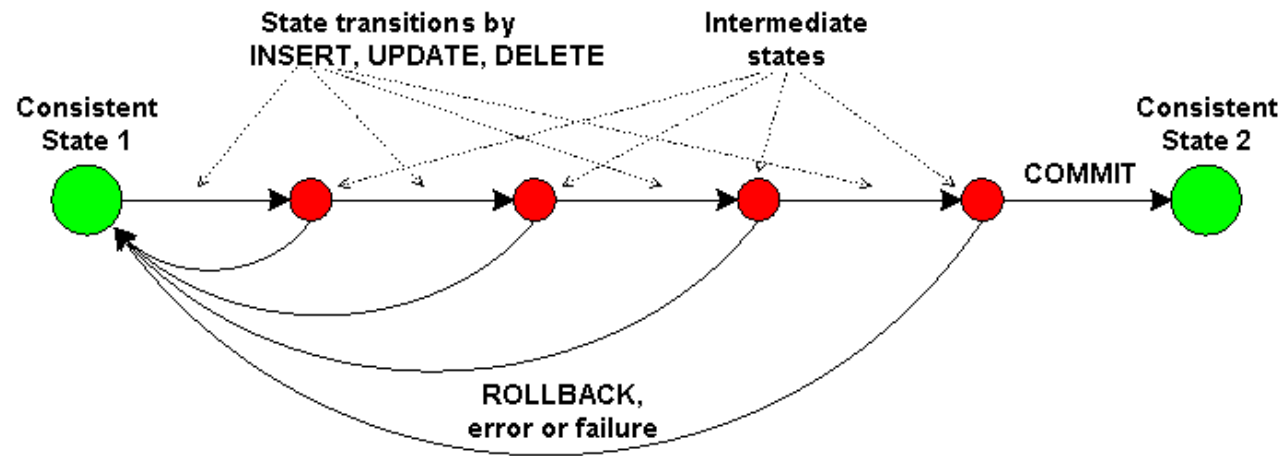 State transitions by
INSERT, UPDATE, DELETE
Intermediate
states
Consistent
State 1
Consistent
State 2
COMMIT
ROLLBACK,
error or failure